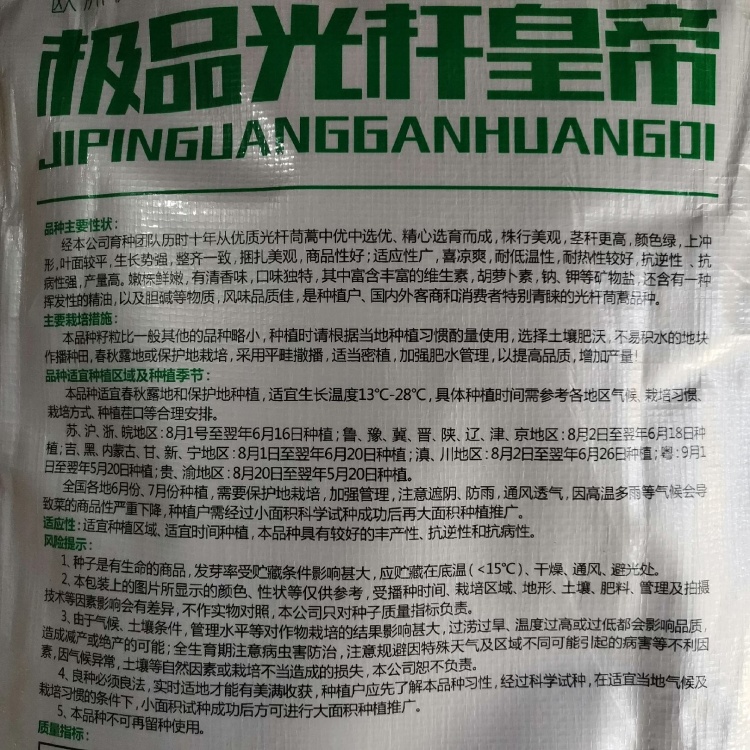 极品光杆皇帝
JIPINGUANGGANHUANGDI
品种主要性状:
经本公司育种团队历时十年从优质光杆茼蒿中优中选优、精心选育而成,株行美观,茎秆更高,颜色绿,上冲
形,叶面较平,生长势强,整齐一致,捆扎美观,商品性好;适应性广,喜凉爽,耐低温性,耐热性较好,抗逆性、抗
病性强,产量高。嫩株鲜嫩,有清香味,口味独特,其中富含丰富的维生素,胡萝卜素,钠、钾等矿物盐,还含有一种
挥发性的精油,以及胆碱等物质,风味品质佳,是种植户、国内外客商和消费者特别青睐的光杆茼蒿品种。
主要栽培措施:
本品种籽粒比一般其他的品种略小,种植时请根据当地种植习惯酌量使用,选择土壤肥沃,不易积水的地块
作播种田,春秋露地或保护地栽培,采用平畦撒播,适当密植,加强肥水管理,以提高品质,增加产量!
品种适宜种植区域及种植季节:
本品种适宜春秋露地和保护地种植,适宜生长温度13℃-28℃,具体种植时间需参考各地区气候、栽培习惯、
栽培方式、种植茬口等合理安排。
苏、沪、浙、皖地区:8月1号至翌年6月16日种植;鲁、豫、冀、晋、陕、辽、津、京地区:8月2日至翌年6月18日种
植;吉、黑、内蒙古、甘、新、宁地区:8月1日至翌年6月20日种植;滇、川地区:8月2日至翌年6月26日种植;粤:9月1
日至翌年5月20日种植;贵、渝地区:8月20日至翌年5月20日种植。
全国各地6月份、7月份种植,需要保护地栽培,加强管理,注意遮阴、防雨,通风透气,因高温多雨等气候会导
致菜的商品性严重下降,种植户需经过小面积科学试种成功后再大面积种植推广。
适应性:适宜种植区域、适宜时间种植,本品种具有较好的丰产性、抗逆性和抗病性。
风险提示:
1、种子是有生命的商品,发芽率受贮藏条件影响甚大,应贮藏在底温(<15℃)、干燥、通风、避光处。
2、本包装上的图片所显示的颜色、性状等仅供参考,受播种时间、栽培区域、地形、土壤、肥料、管理及拍摄
技术等因素影响会有差异,不作实物对照,本公司只对种子质量指标负责。
3、由于气候、土壤条件,管理水平等对作物栽培的结果影响甚大,过涝过旱、温度过高或过低都会影响品质,
造成减产或绝产的可能;全生育期注意病虫害防治,注意规避因特殊天气及区域不同可能引起的病害等不利因
素,因气候异常,土壤等自然因素或栽培不当造成的损失,本公司恕不负责。
4、良种必须良法,实时适地才能有美满收获,种植户应先了解本品种习性,经过科学试种,在适宜当地气候及
栽培习惯的条件下,小面积试种成功后方可进行大面积种植推广。
5、本品种不可再留种使用。
质量指标: